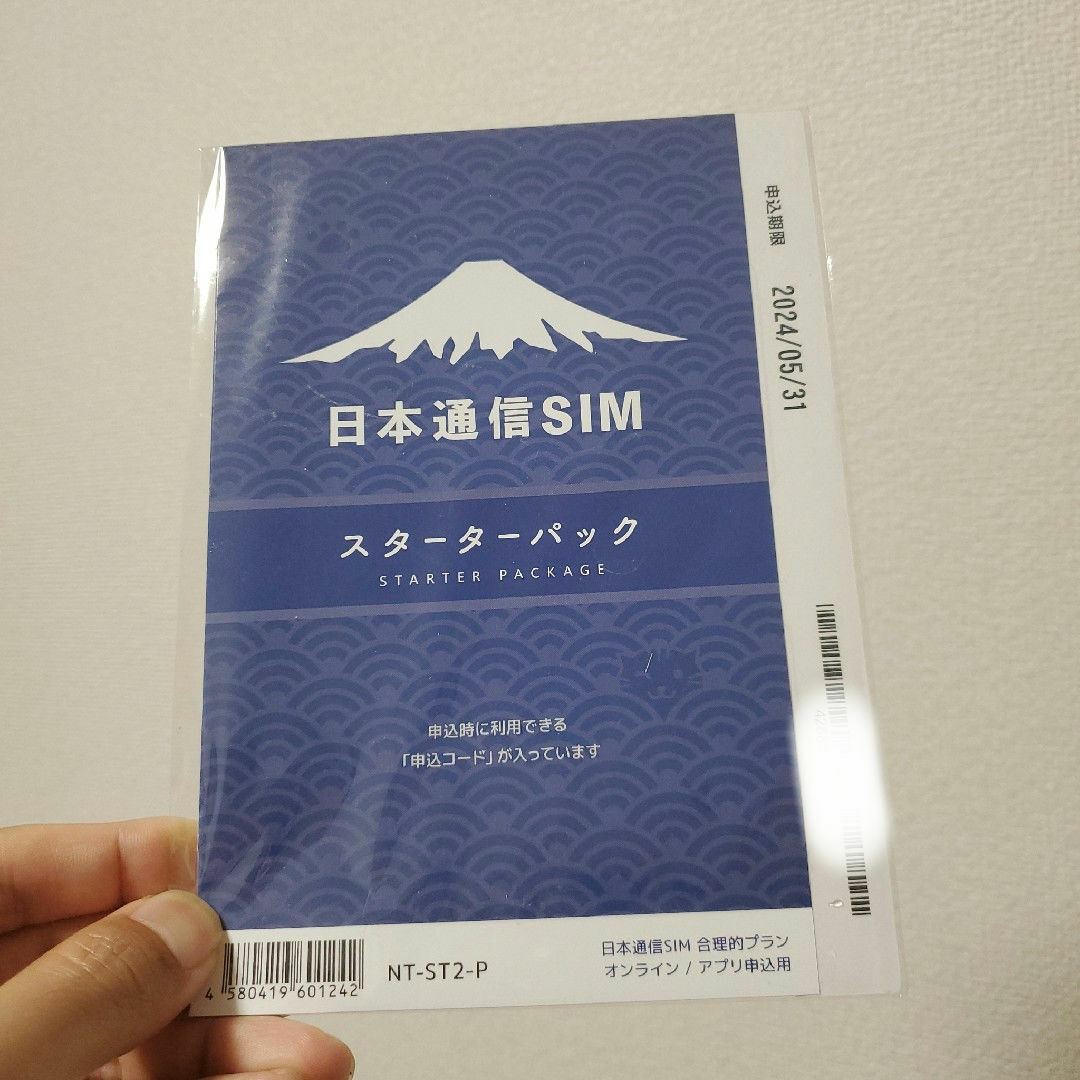 日本通信SIM
スターターパック
STARTER PACKAGE
申込時に利用できる
「申込コード」が入っています
4 580419 601242
NT-ST2-P
日本通信SIM 合理的プラン
オンライン / アプリ申込用
申込期限 2024/05/31